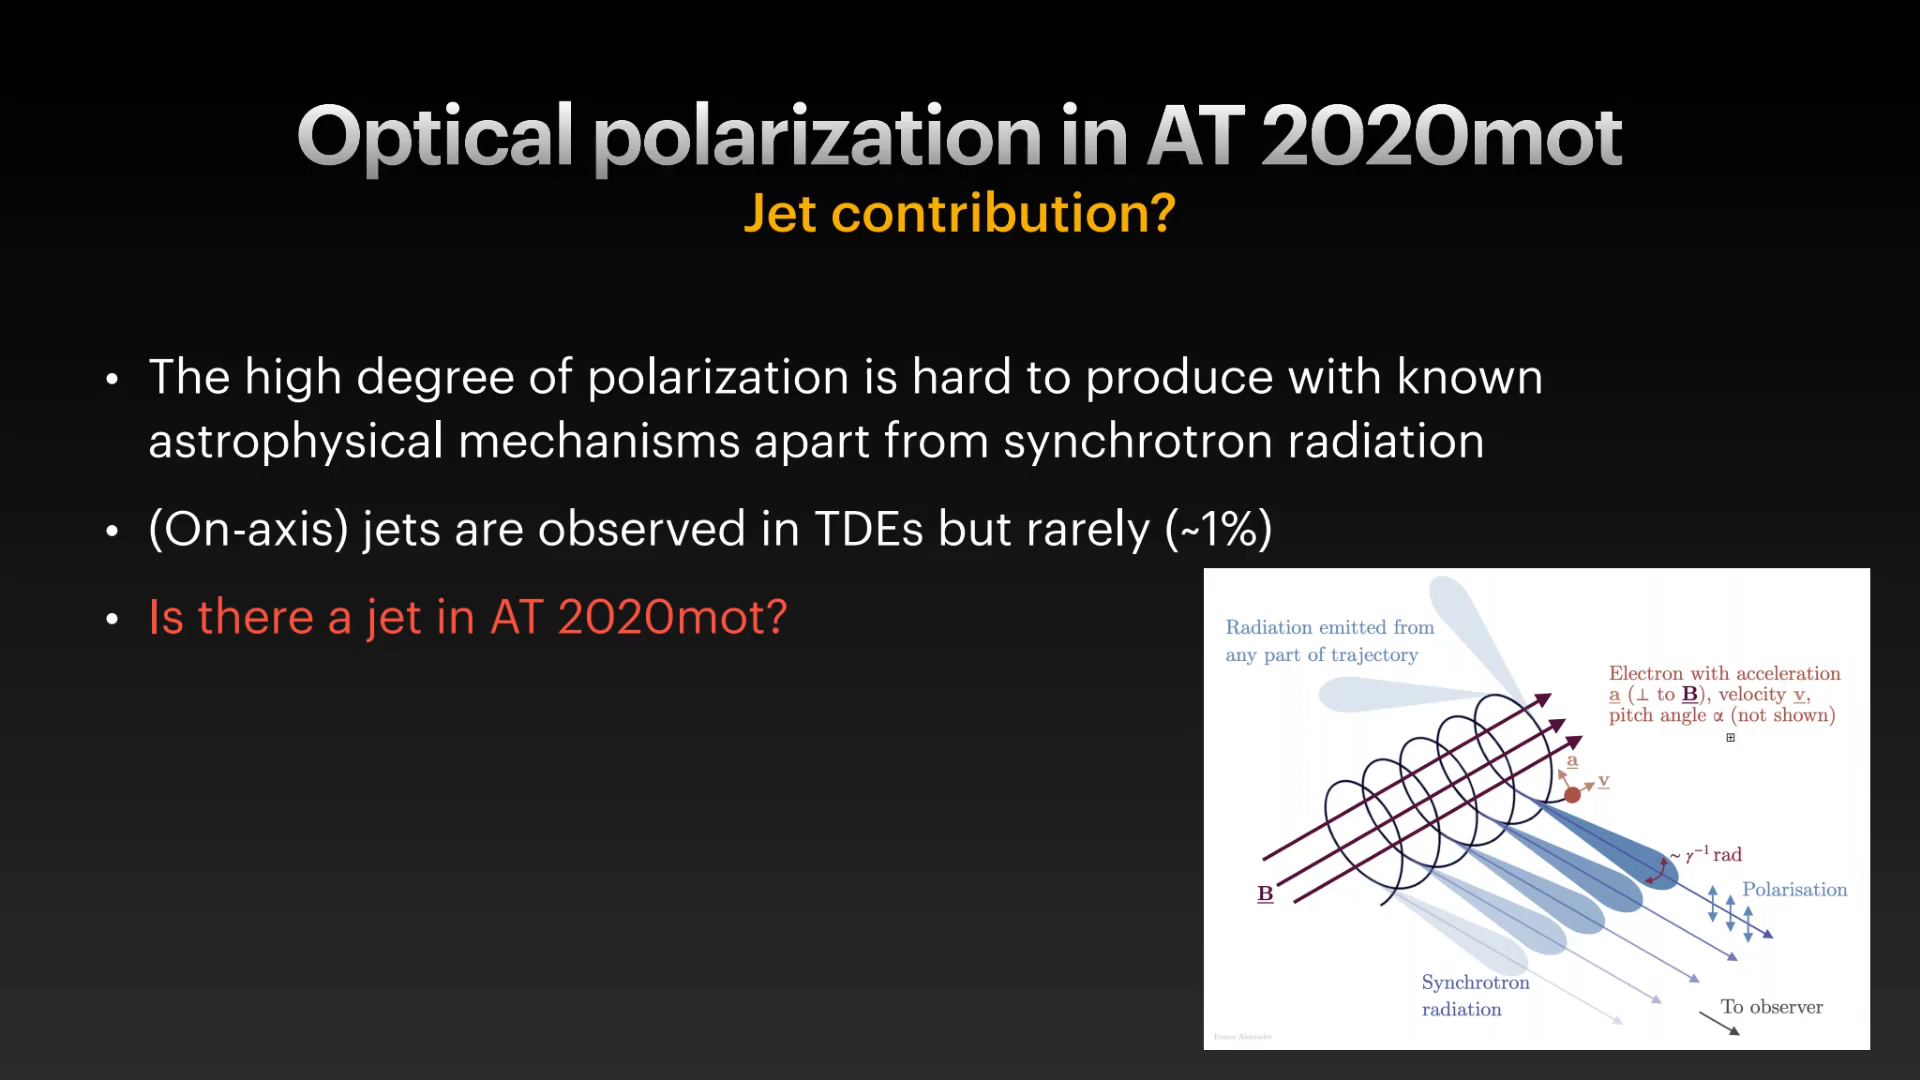 Optical polarization in AT 2020mot
Jet contribution?
• The high degree of polarization is hard to produce with known
astrophysical mechanisms apart from synchrotron radiation
• (On-axis) jets are observed in TDEs but rarely (~1%)
• Is there a jet in AT 2020mot?
Radiation emitted from
any part of trajectory
Electron with acceleration
a (⊥ to B), velocity v,
pitch angle α (not shown)
a
v
~ γ⁻¹ rad
B
Polarisation
Synchrotron
radiation
To observer
Emma Alexander